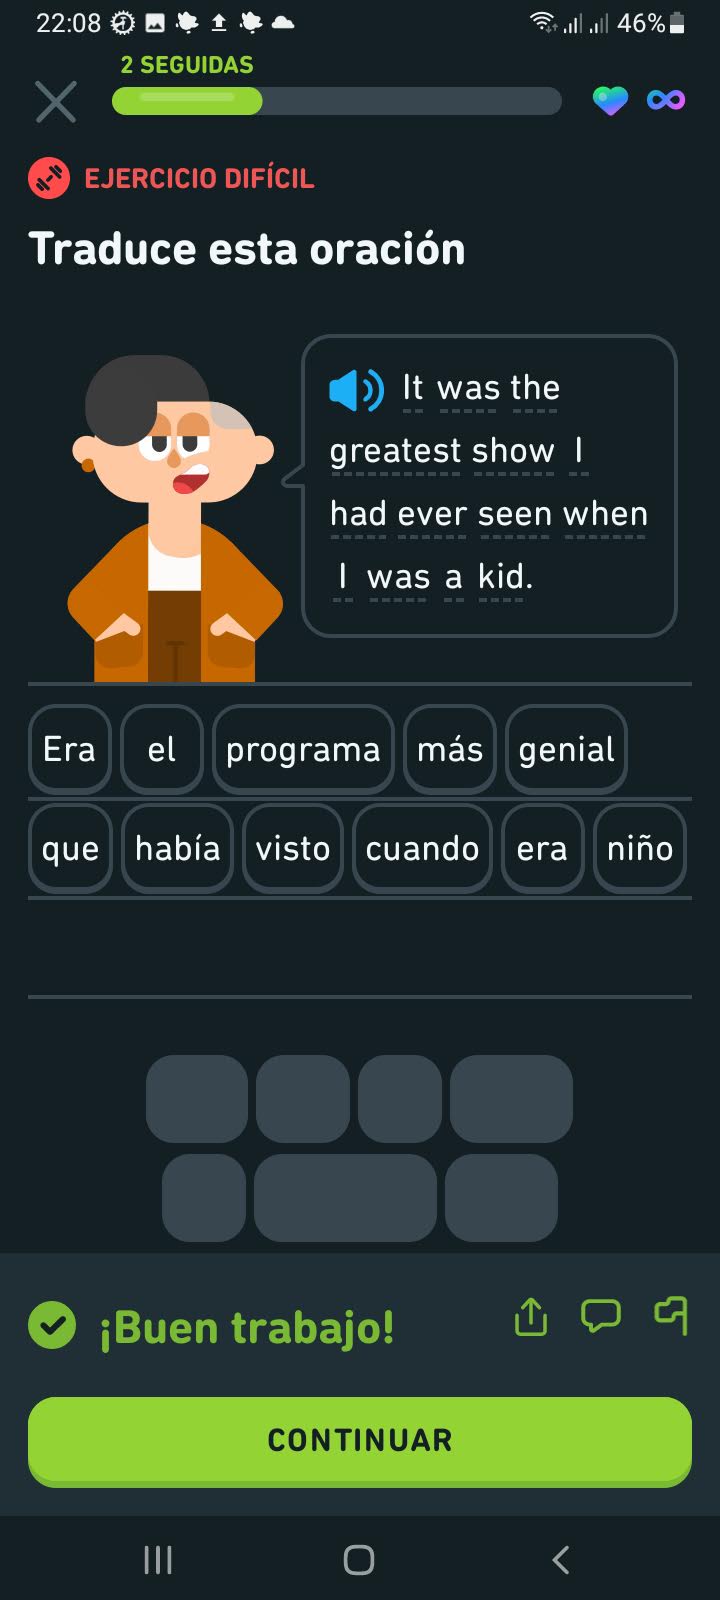 22:08 46%
2 SEGUIDAS
EJERCICIO DIFÍCIL
Traduce esta oración
It was the
greatest show I
had ever seen when
I was a kid.
Era el programa más genial
que había visto cuando era niño
¡Buen trabajo!
CONTINUAR